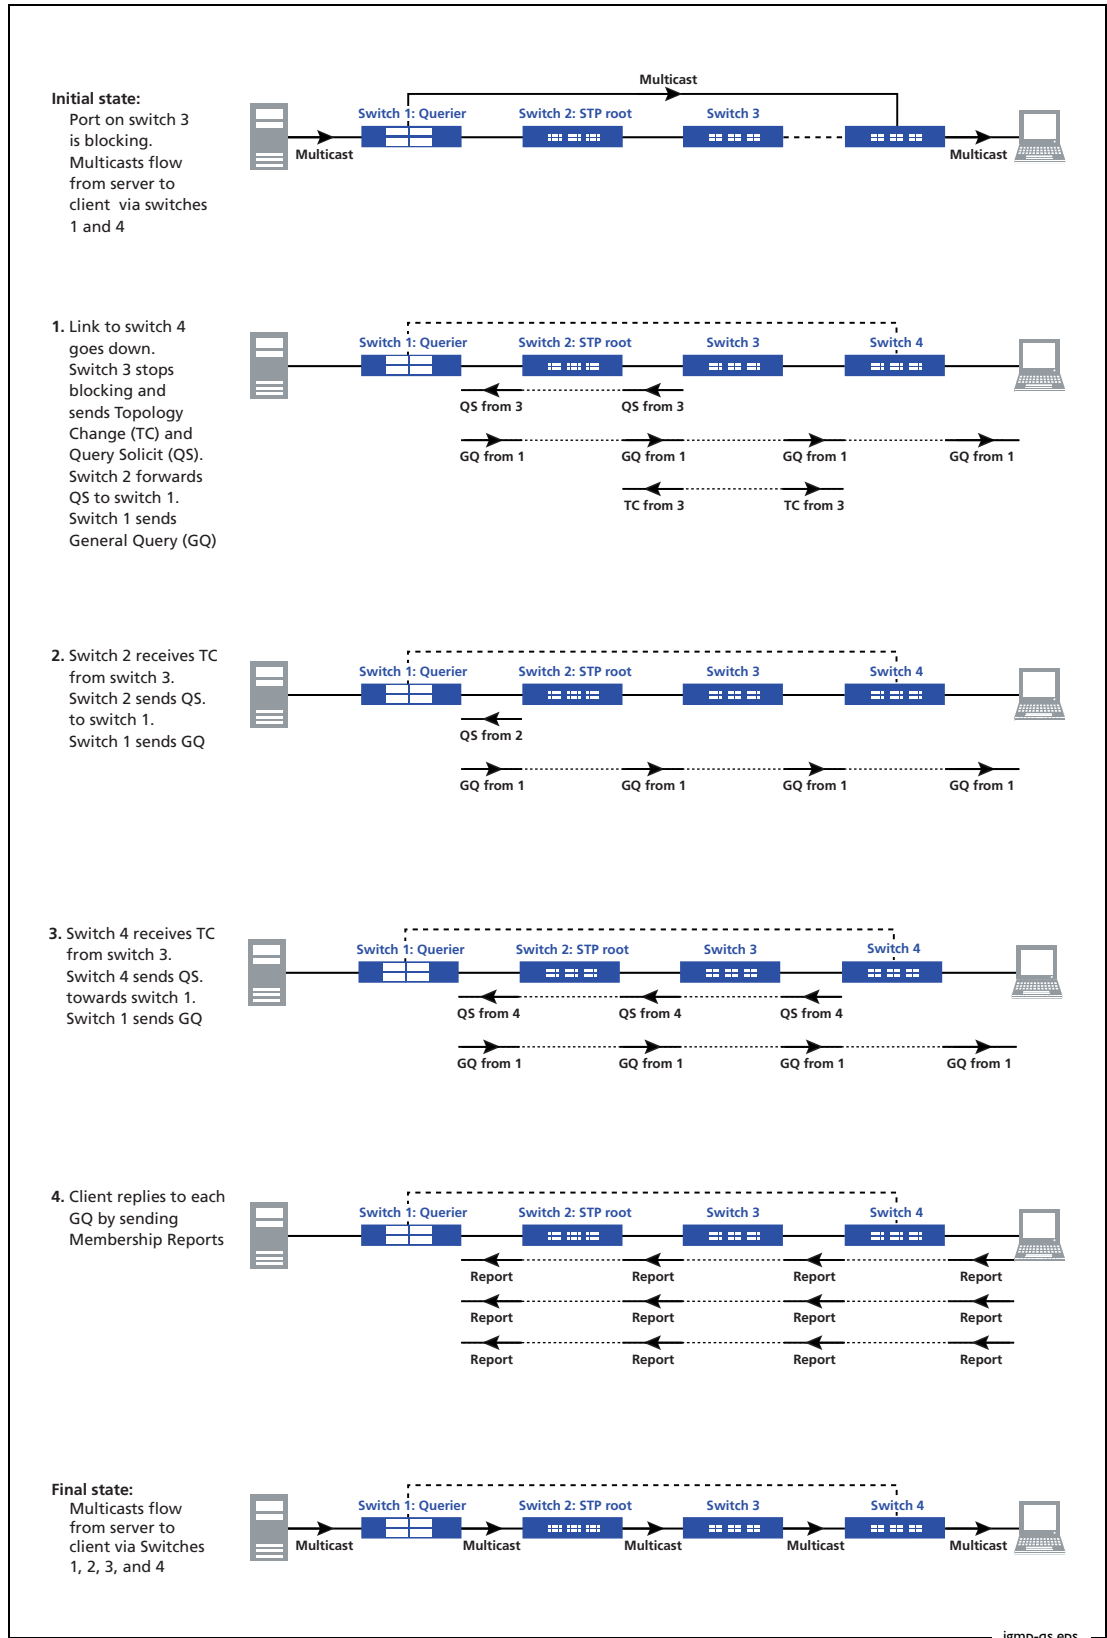 Initial state:
Port on switch 3
is blocking.
Multicasts flow
from server to
client via switches
1 and 4
Multicast
Switch 1: Querier
Switch 2: STP root
Switch 3
Multicast
Multicast
1. Link to switch 4
goes down.
Switch 3 stops
blocking and
sends Topology
Change (TC) and
Query Solicit (QS).
Switch 2 forwards
QS to switch 1.
Switch 1 sends
General Query (GQ)
Switch 1: Querier
Switch 2: STP root
Switch 3
Switch 4
QS from 3
QS from 3
GQ from 1
GQ from 1
GQ from 1
GQ from 1
TC from 3
TC from 3
2. Switch 2 receives TC
from switch 3.
Switch 2 sends QS.
to switch 1.
Switch 1 sends GQ
Switch 1: Querier
Switch 2: STP root
Switch 3
Switch 4
QS from 2
GQ from 1
GQ from 1
GQ from 1
GQ from 1
3. Switch 4 receives TC
from switch 3.
Switch 4 sends QS.
towards switch 1.
Switch 1 sends GQ
Switch 1: Querier
Switch 2: STP root
Switch 3
Switch 4
QS from 4
QS from 4
QS from 4
GQ from 1
GQ from 1
GQ from 1
GQ from 1
4. Client replies to each
GQ by sending
Membership Reports
Switch 1: Querier
Switch 2: STP root
Switch 3
Switch 4
Report
Report
Report
Report
Report
Report
Report
Report
Report
Report
Report
Report
Final state:
Multicasts flow
from server to
client via Switches
1, 2, 3, and 4
Switch 1: Querier
Switch 2: STP root
Switch 3
Switch 4
Multicast
Multicast
Multicast
Multicast
Multicast
igmp-qs.eps